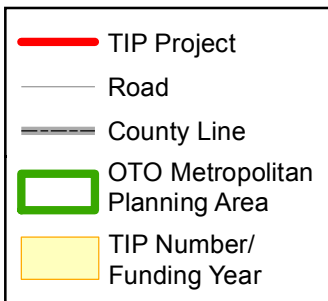 TIP Project
Road
County Line
OTO Metropolitan
Planning Area
TIP Number/
Funding Year